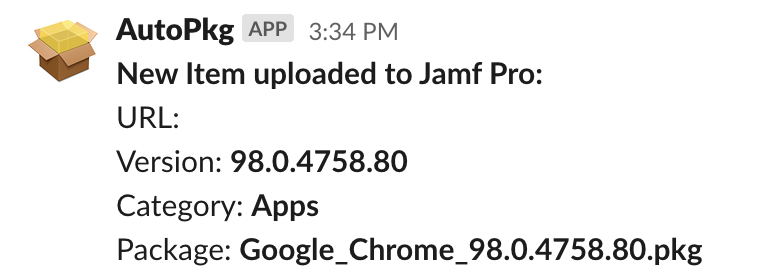 AutoPkg APP 3:34 PM
New Item uploaded to Jamf Pro:
URL:
Version: 98.0.4758.80
Category: Apps
Package: Google_Chrome_98.0.4758.80.pkg